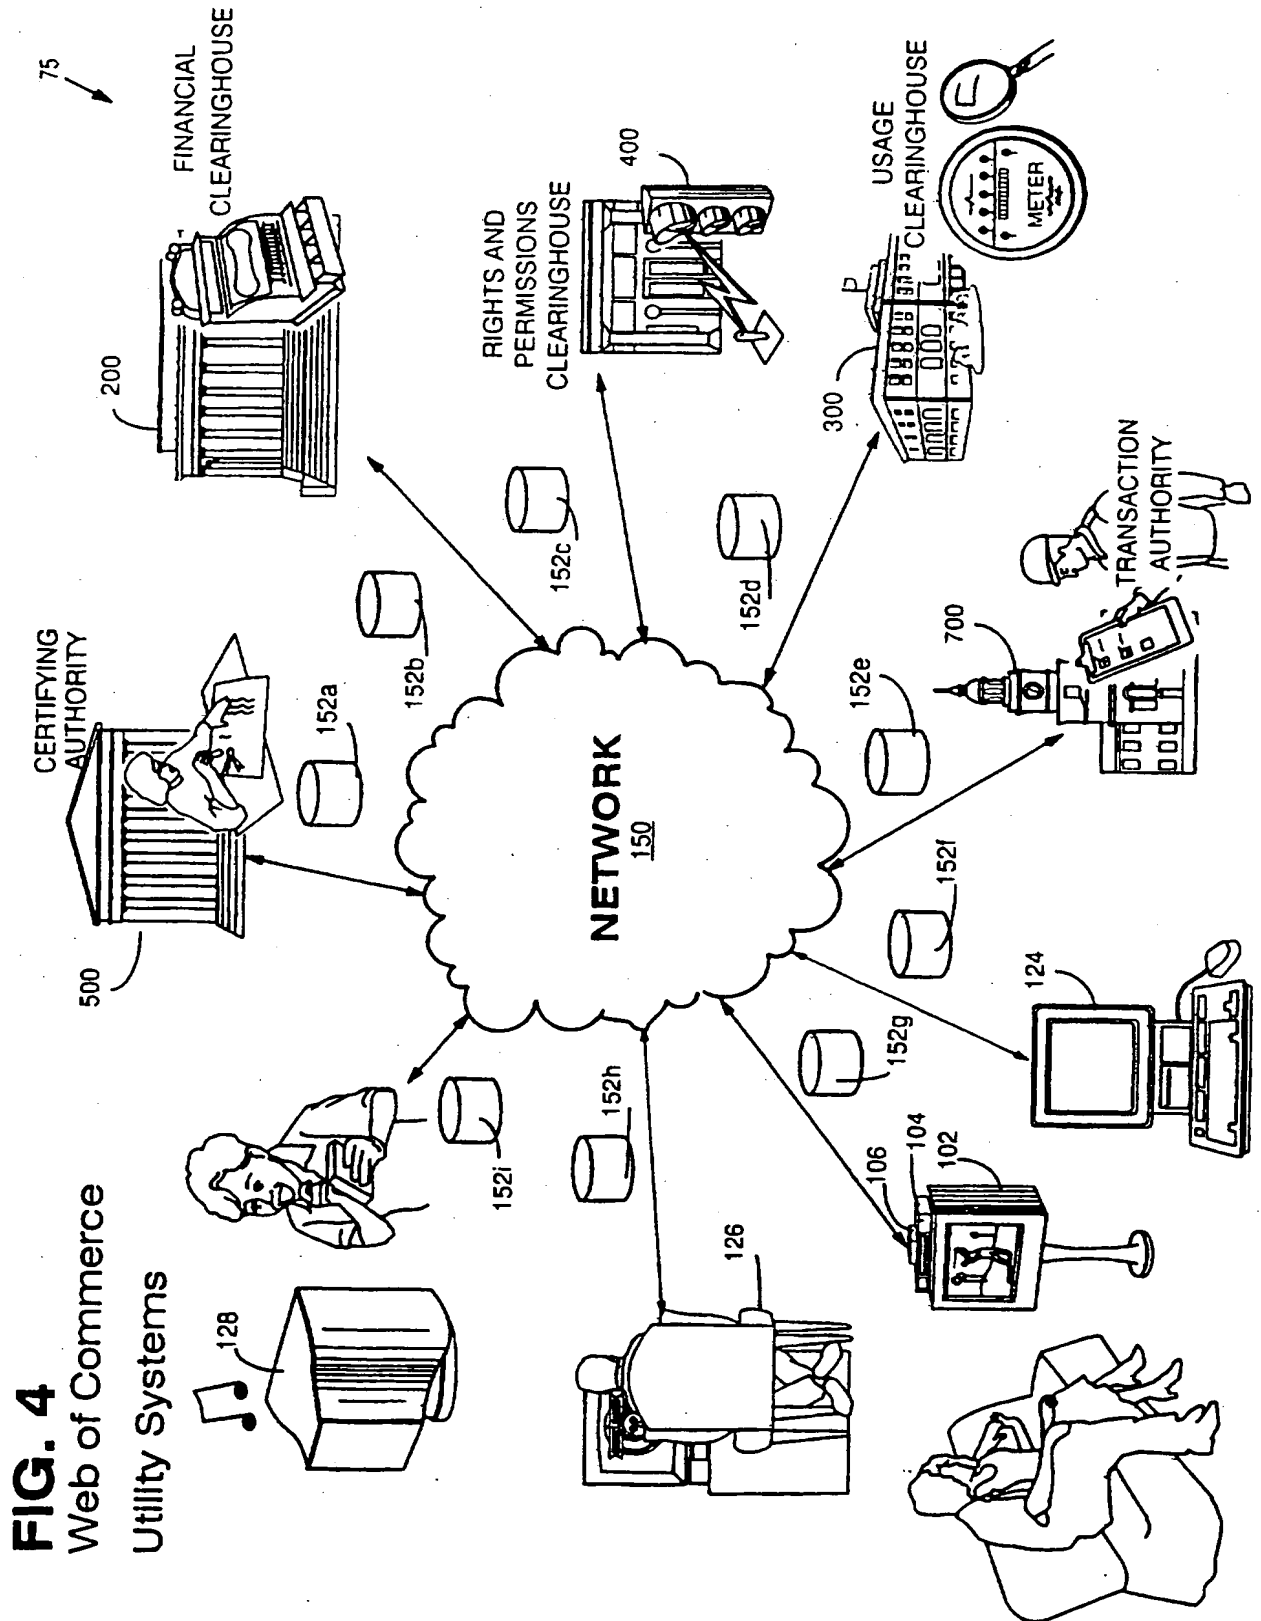 FIG. 4
Web of Commerce
Utility Systems
75
CERTIFYING
AUTHORITY
500
FINANCIAL
CLEARINGHOUSE
200
RIGHTS AND
PERMISSIONS
CLEARINGHOUSE
400
USAGE
CLEARINGHOUSE
300
METER
TRANSACTION
AUTHORITY
700
NETWORK
150
152a
152b
152c
152d
152e
152f
152g
152h
152i
128
126
106
104
102
124